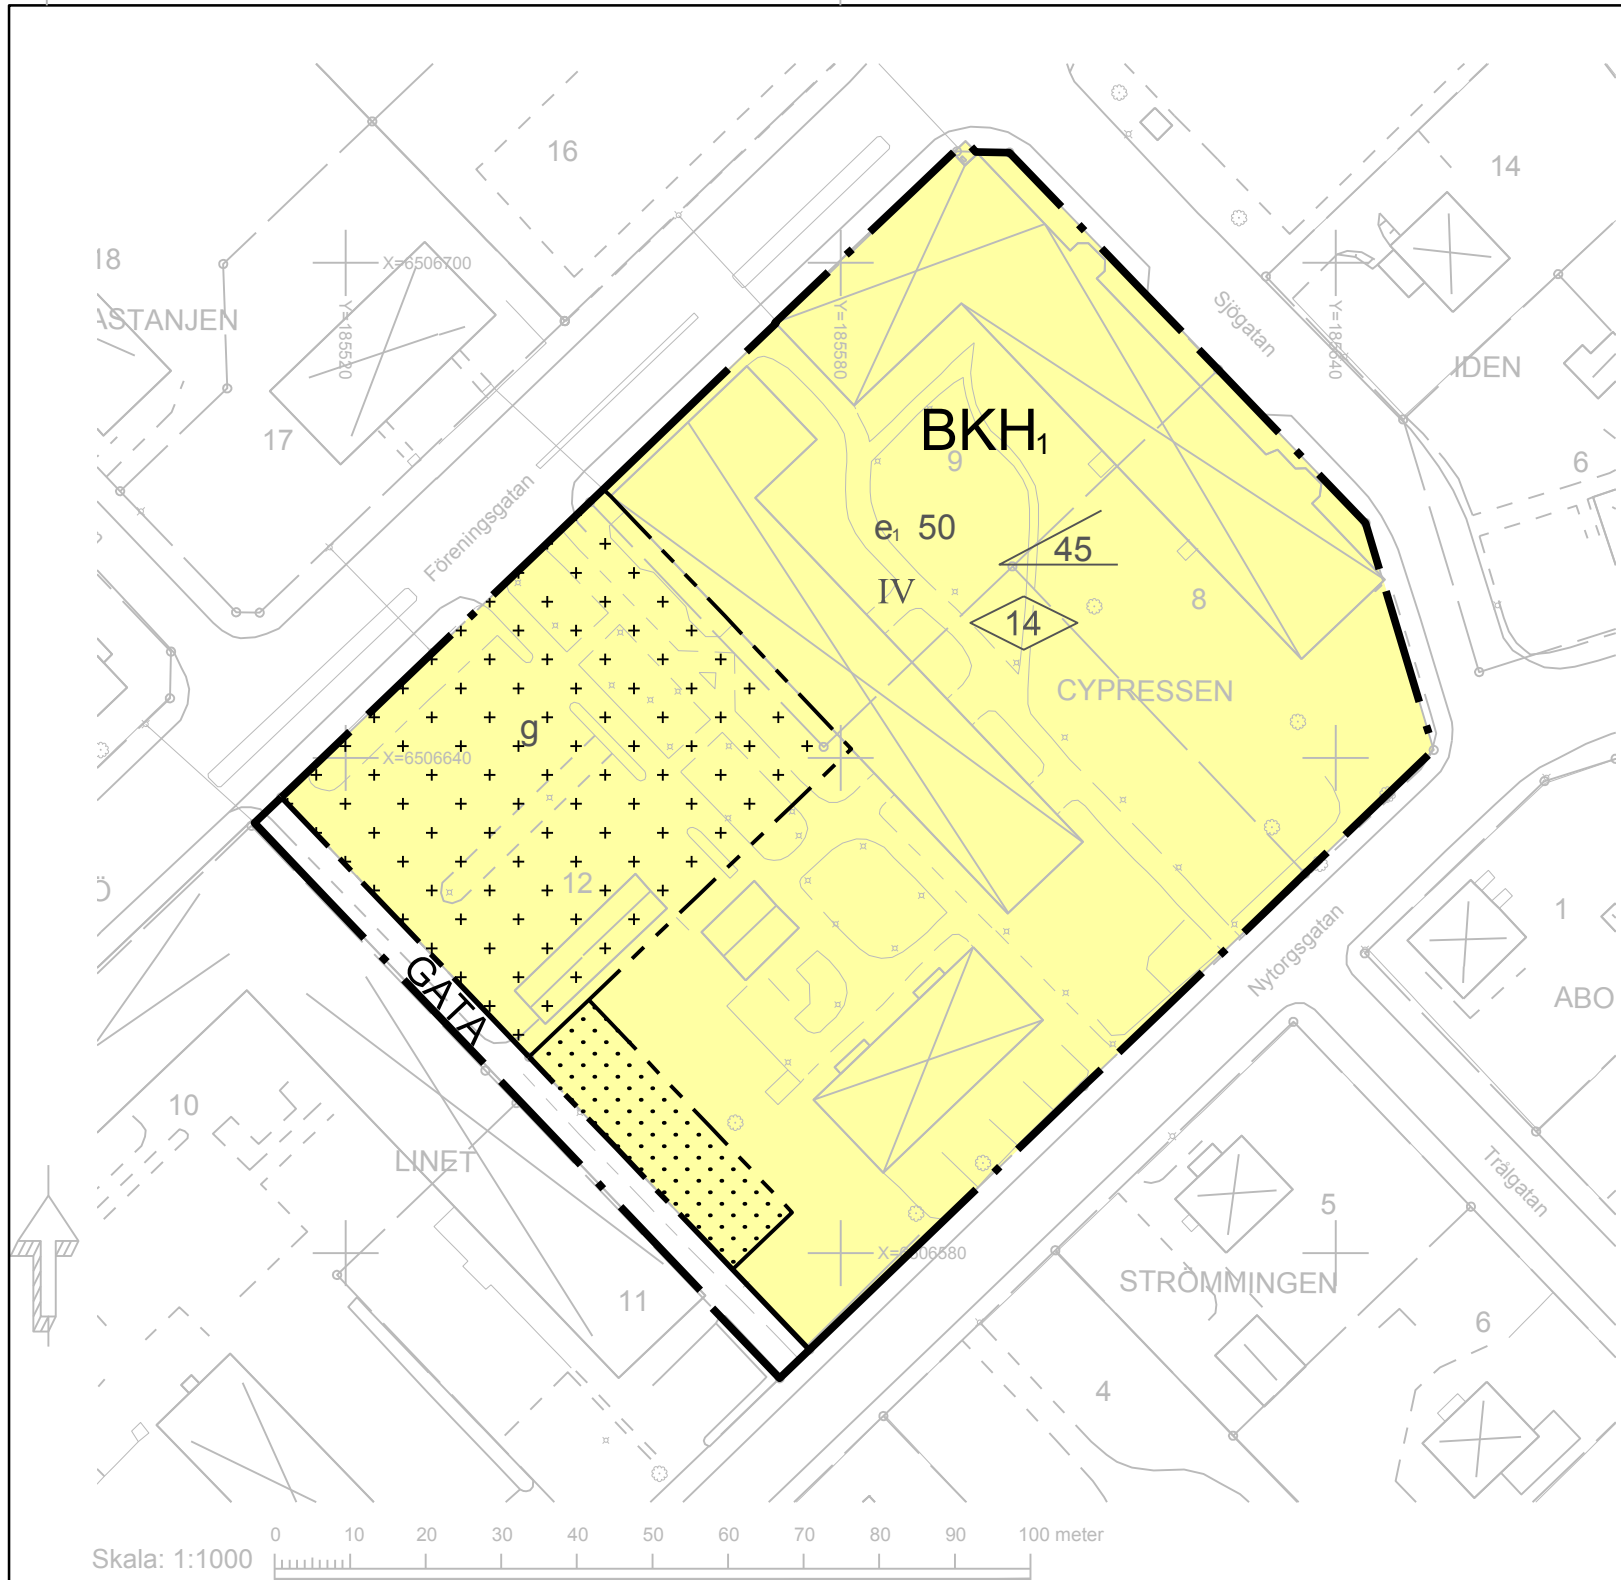 16
14
18
X=6506700
Y=185520
Y=185580
Y=185640
ASTANJEN
Sjögatan
IDEN
17
BKH1
9
6
Föreningsgatan
e1 50
45
IV
14
8
CYPRESSEN
g
X=6506640
12
Ö
1
Nytorgsgatan
GATA
ABO
10
LINET
Trålgatan
5
X=6506580
STRÖMMINGEN
11
6
4
0 10 20 30 40 50 60 70 80 90 100 meter
Skala: 1:1000